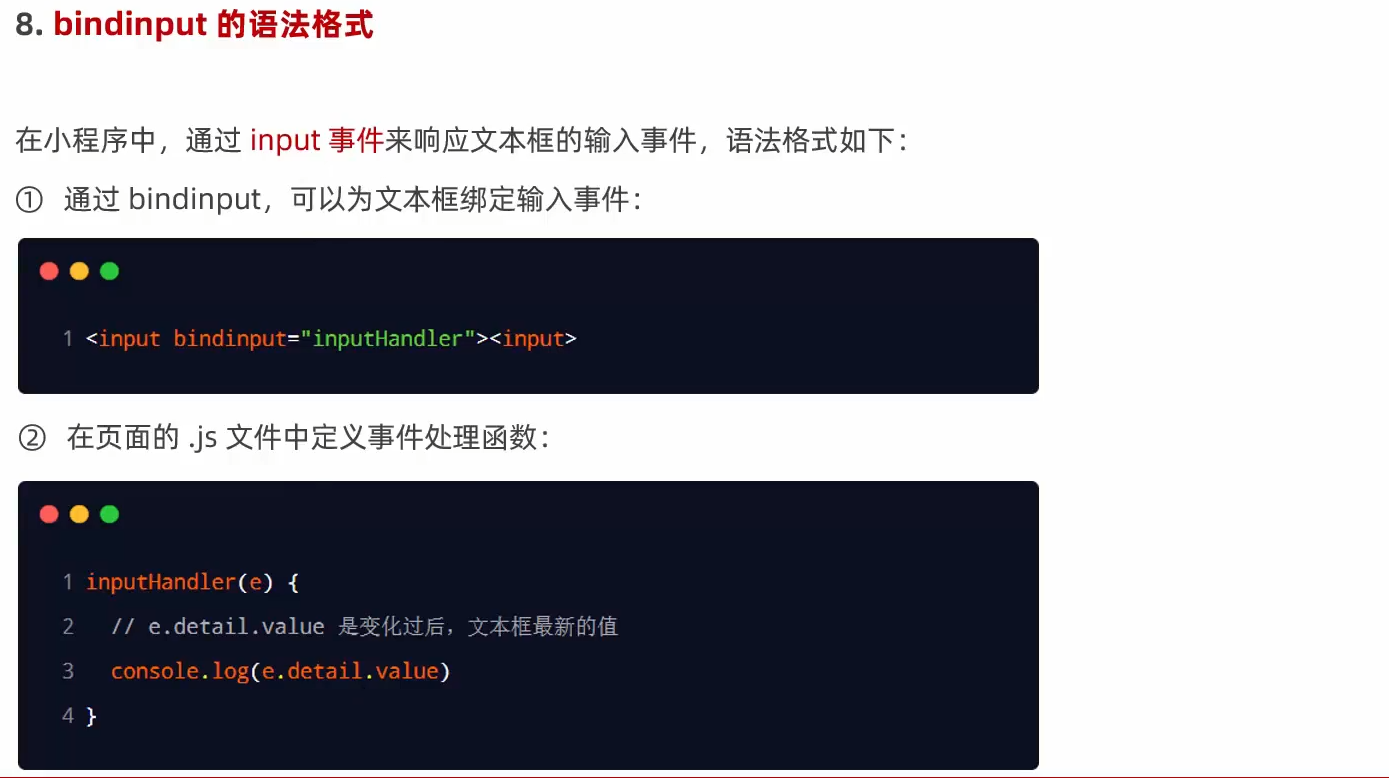 8. bindinput 的语法格式
在小程序中，通过 input 事件来响应文本框的输入事件，语法格式如下：
① 通过 bindinput，可以为文本框绑定输入事件：
1 <input bindinput="inputHandler"><input>
② 在页面的 .js 文件中定义事件处理函数：
1 inputHandler(e) {
2   // e.detail.value 是变化过后，文本框最新的值
3   console.log(e.detail.value)
4 }